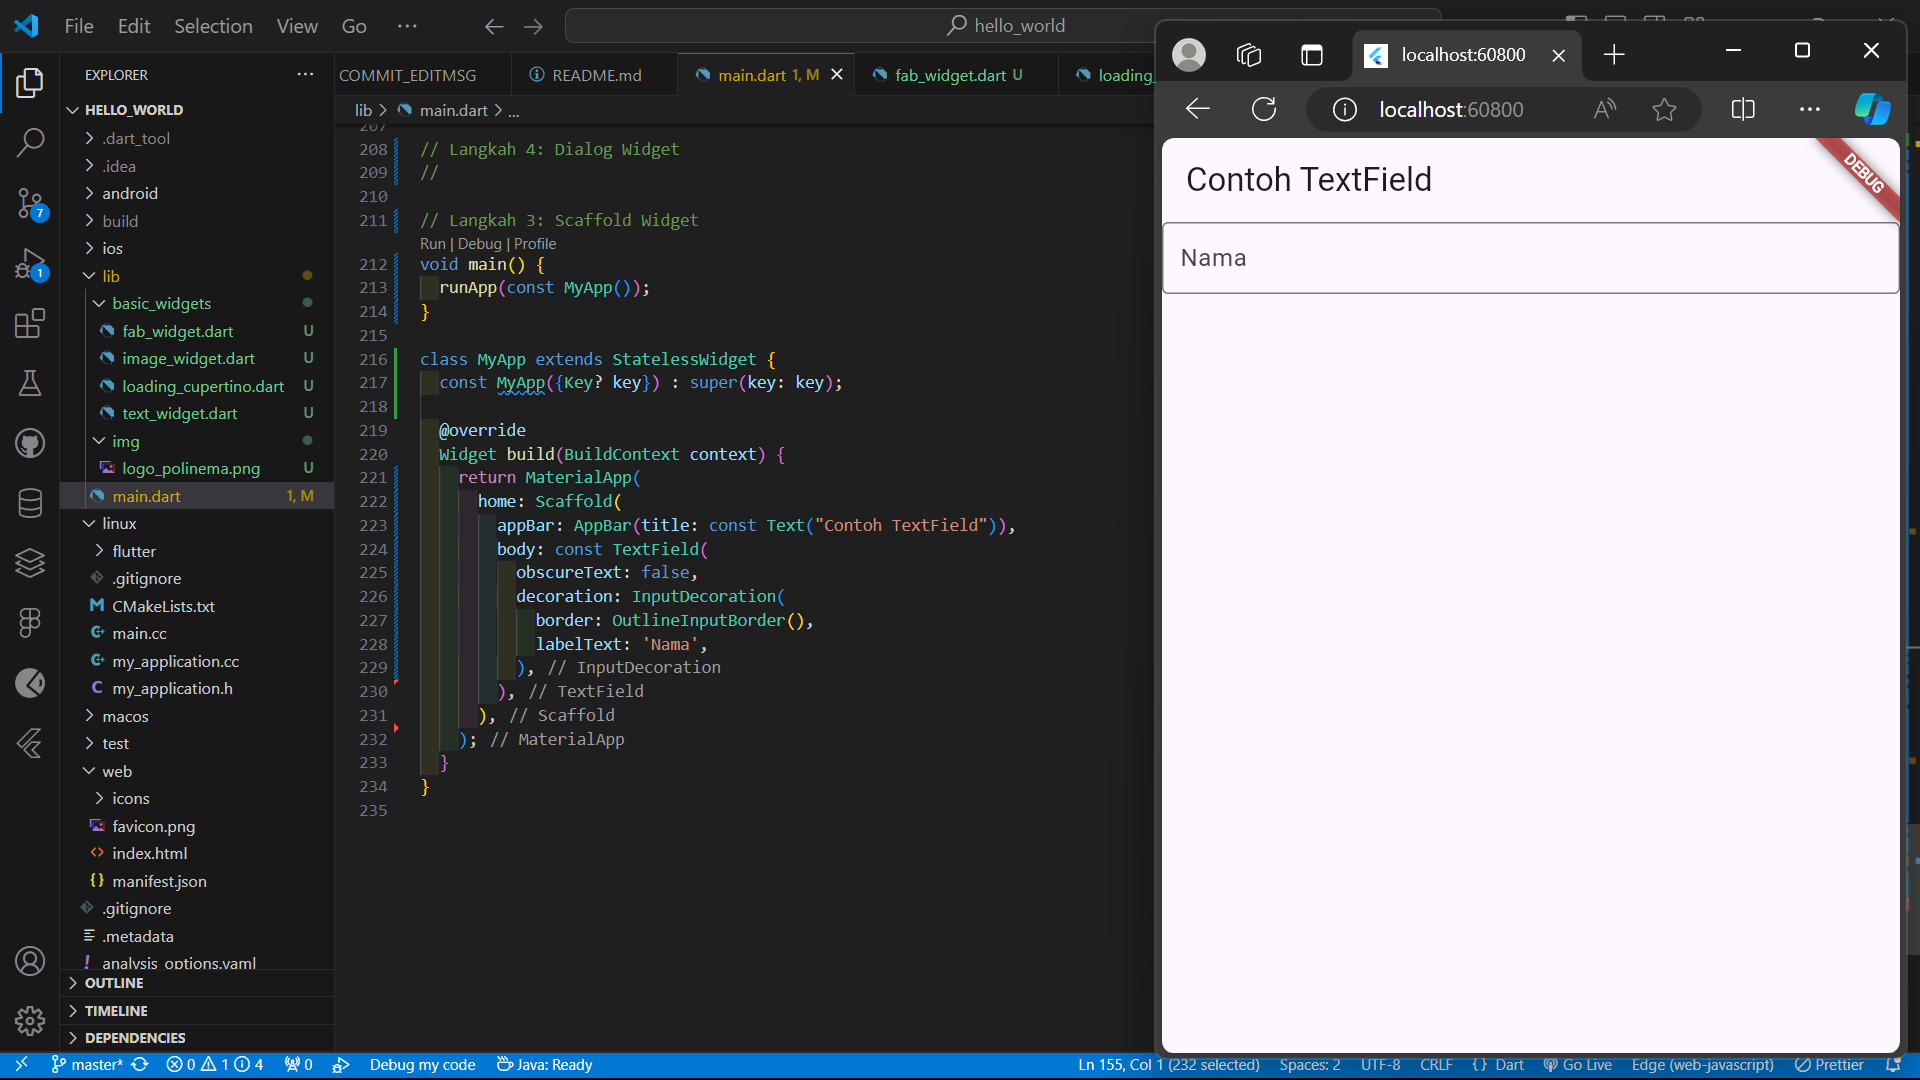 File Edit Selection View Go ...
hello_world
EXPLORER ...
HELLO_WORLD
.dart_tool
.idea
android
build
ios
lib
basic_widgets
fab_widget.dart U
image_widget.dart U
loading_cupertino.dart U
text_widget.dart U
img
logo_polinema.png U
main.dart 1, M
linux
flutter
.gitignore
CMakeLists.txt
main.cc
my_application.cc
my_application.h
macos
test
web
icons
favicon.png
index.html
manifest.json
.gitignore
.metadata
analysis_options.yaml
OUTLINE
TIMELINE
DEPENDENCIES
7
1
COMMIT_EDITMSG README.md main.dart 1, M fab_widget.dart U loading_
lib > main.dart > ...
207
208 // Langkah 4: Dialog Widget
209 //
210
211 // Langkah 3: Scaffold Widget
Run | Debug | Profile
212 void main() {
213 runApp(const MyApp());
214 }
215
216 class MyApp extends StatelessWidget {
217 const MyApp({Key? key}) : super(key: key);
218
219 @override
220 Widget build(BuildContext context) {
221 return MaterialApp(
222 home: Scaffold(
223 appBar: AppBar(title: const Text("Contoh TextField")),
224 body: const TextField(
225 obscureText: false,
226 decoration: InputDecoration(
227 border: OutlineInputBorder(),
228 labelText: 'Nama',
229 ), // InputDecoration
230 ), // TextField
231 ), // Scaffold
232 ); // MaterialApp
233 }
234 }
235
localhost:60800
localhost:60800
Contoh TextField
DEBUG
Nama
master* 0 1 4 0 Debug my code Java: Ready
Ln 155, Col 1 (232 selected) Spaces: 2 UTF-8 CRLF {} Dart Go Live Edge (web-javascript) Prettier